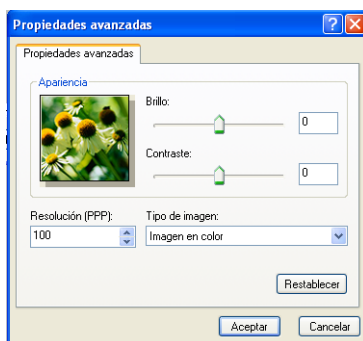 Propiedades avanzadas
Propiedades avanzadas
Apariencia
Brillo:
0
Contraste:
0
Resolución (PPP):
Tipo de imagen:
100
Imagen en color
Restablecer
Aceptar
Cancelar